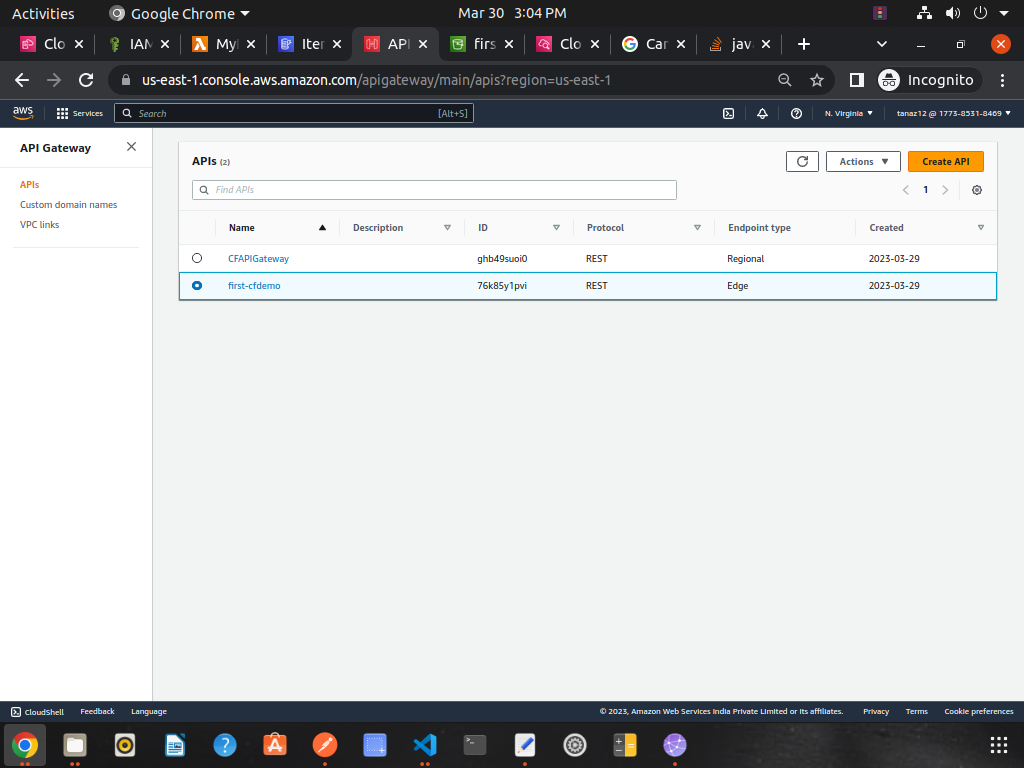 Activities
Google Chrome
Mar 30 3:04 PM
Clo
IAM
Myl
Iter
API
firs
Clo
Car
jav
us-east-1.console.aws.amazon.com/apigateway/main/apis?region=us-east-1
Incognito
aws
Services
Search
[Alt+S]
N. Virginia
tanaz12 @ 1773-8531-8469
API Gateway
APIs
Custom domain names
VPC links
APIs (2)
Actions
Create API
Find APIs
1
Name Description ID Protocol Endpoint type Created
CFAPIGateway ghb49suoi0 REST Regional 2023-03-29
first-cfdemo 76k85y1pvi REST Edge 2023-03-29
CloudShell Feedback Language
© 2023, Amazon Web Services India Private Limited or its affiliates. Privacy Terms Cookie preferences